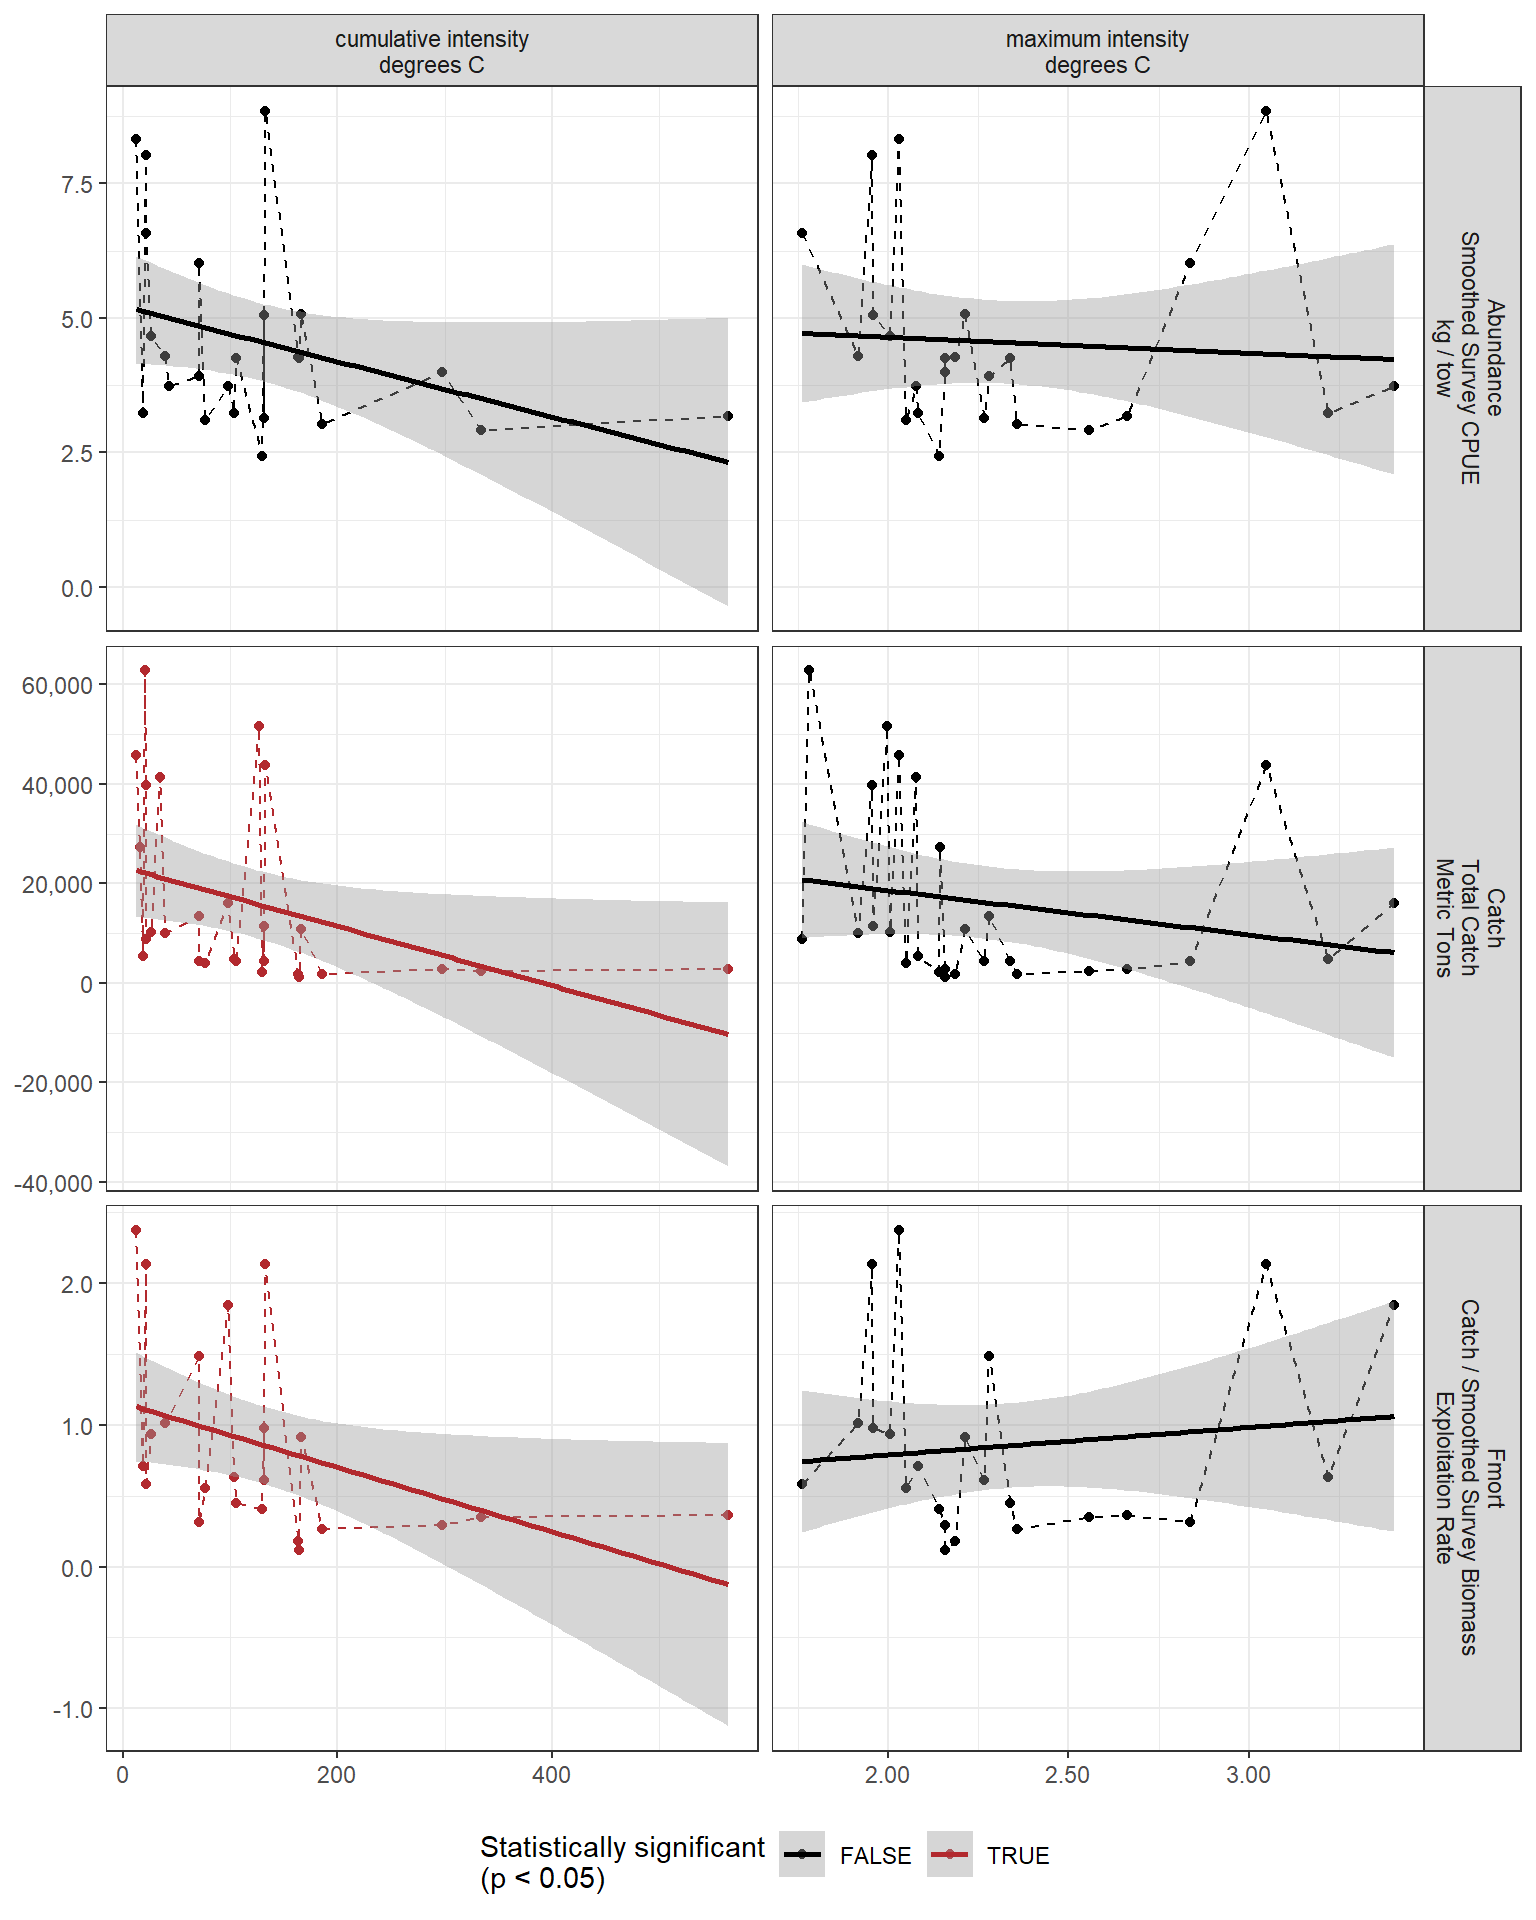 cumulative intensity
degrees C
maximum intensity
degrees C
7.5
5.0
2.5
0.0
Abundance
Smoothed Survey CPUE
kg / tow
60,000
40,000
20,000
0
-20,000
-40,000
Catch
Total Catch
Metric Tons
2.0
1.0
0.0
-1.0
Fmort
Catch / Smoothed Survey Biomass
Exploitation Rate
0 200 400
2.00 2.50 3.00
Statistically significant
(p < 0.05)
FALSE TRUE